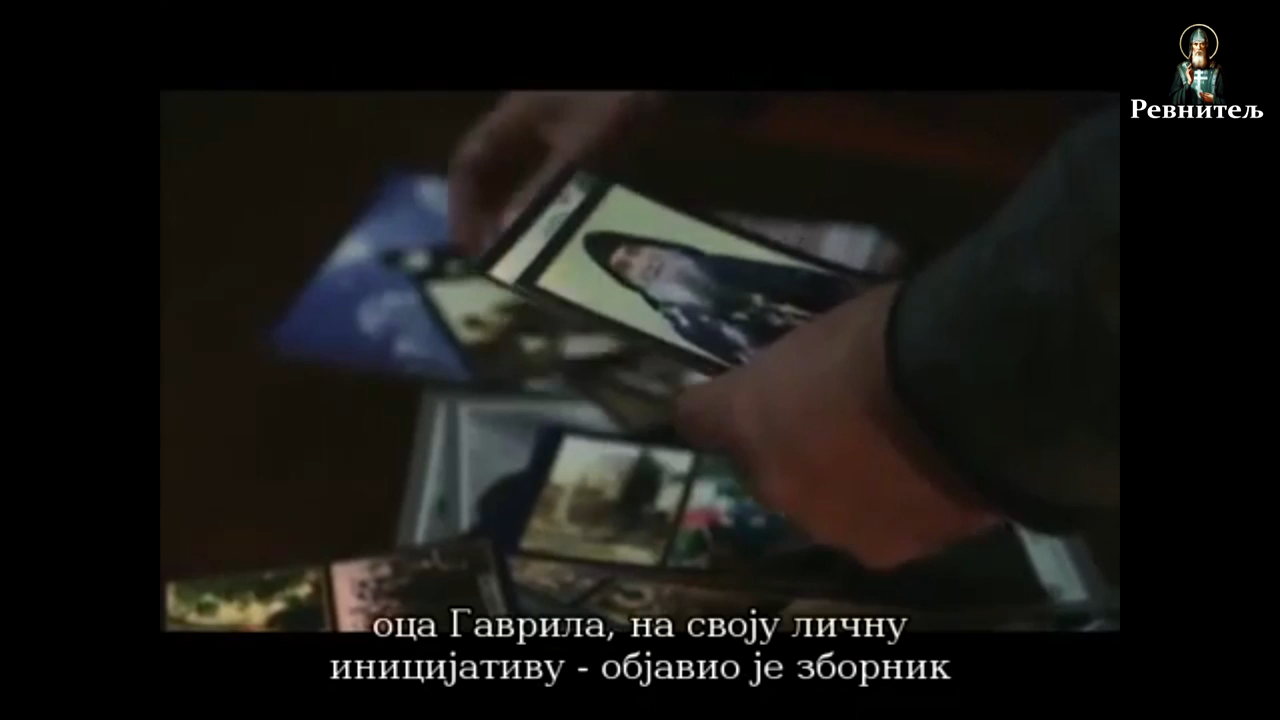 Ревнитељ
оца Гаврила, на своју личну
иницијативу - објавио је зборник